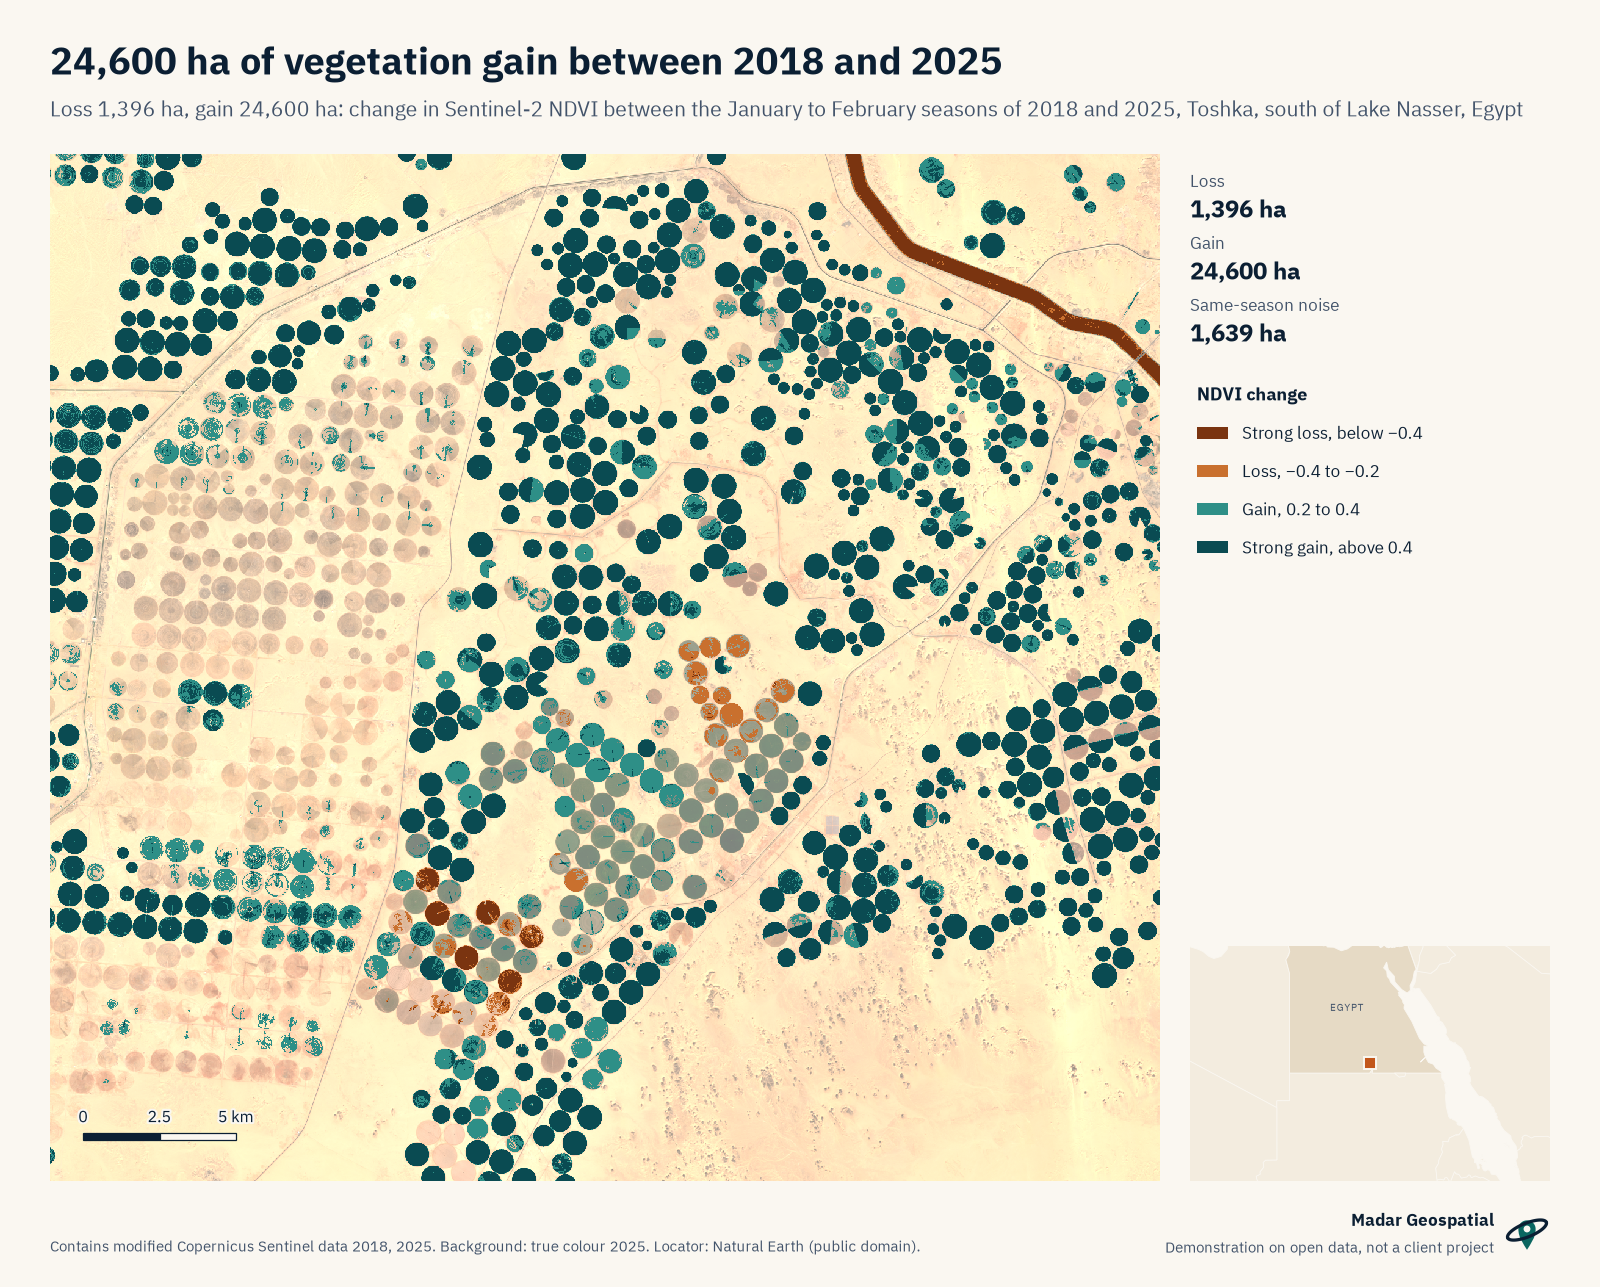 24,600 ha of vegetation gain between 2018 and 2025
Loss 1,396 ha, gain 24,600 ha: change in Sentinel-2 NDVI between the January to February seasons of 2018 and 2025, Toshka, south of Lake Nasser, Egypt
Loss
1,396 ha
Gain
24,600 ha
Same-season noise
1,639 ha
NDVI change
Strong loss, below −0.4
Loss, −0.4 to −0.2
Gain, 0.2 to 0.4
Strong gain, above 0.4
EGYPT
0 2.5 5 km
Contains modified Copernicus Sentinel data 2018, 2025. Background: true colour 2025. Locator: Natural Earth (public domain).
Madar Geospatial
Demonstration on open data, not a client project